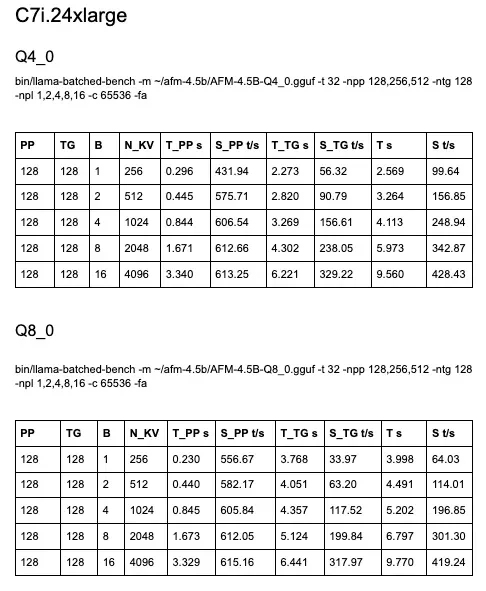 C7i.24xlarge
Q4_0
bin/llama-batched-bench -m ~/afm-4.5b/AFM-4.5B-Q4_0.gguf -t 32 -npp 128,256,512 -ntg 128
-npl 1,2,4,8,16 -c 65536 -fa
PP TG B N_KV T_PP s S_PP t/s T_TG s S_TG t/s T s S t/s
128 128 1 256 0.296 431.94 2.273 56.32 2.569 99.64
128 128 2 512 0.445 575.71 2.820 90.79 3.264 156.85
128 128 4 1024 0.844 606.54 3.269 156.61 4.113 248.94
128 128 8 2048 1.671 612.66 4.302 238.05 5.973 342.87
128 128 16 4096 3.340 613.25 6.221 329.22 9.560 428.43
Q8_0
bin/llama-batched-bench -m ~/afm-4.5b/AFM-4.5B-Q8_0.gguf -t 32 -npp 128,256,512 -ntg 128
-npl 1,2,4,8,16 -c 65536 -fa
PP TG B N_KV T_PP s S_PP t/s T_TG s S_TG t/s T s S t/s
128 128 1 256 0.230 556.67 3.768 33.97 3.998 64.03
128 128 2 512 0.440 582.17 4.051 63.20 4.491 114.01
128 128 4 1024 0.845 605.84 4.357 117.52 5.202 196.85
128 128 8 2048 1.673 612.05 5.124 199.84 6.797 301.30
128 128 16 4096 3.329 615.16 6.441 317.97 9.770 419.24